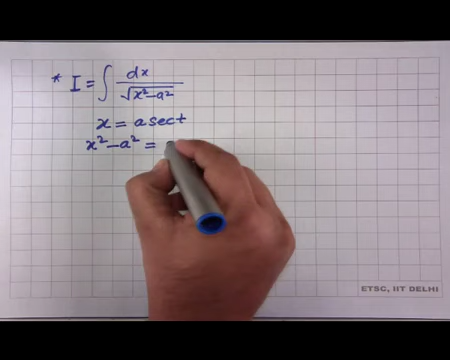 * I = ∫ dx / √(x² - a²)
x = a sec t
x² - a² =
ETSC, IIT DELHI